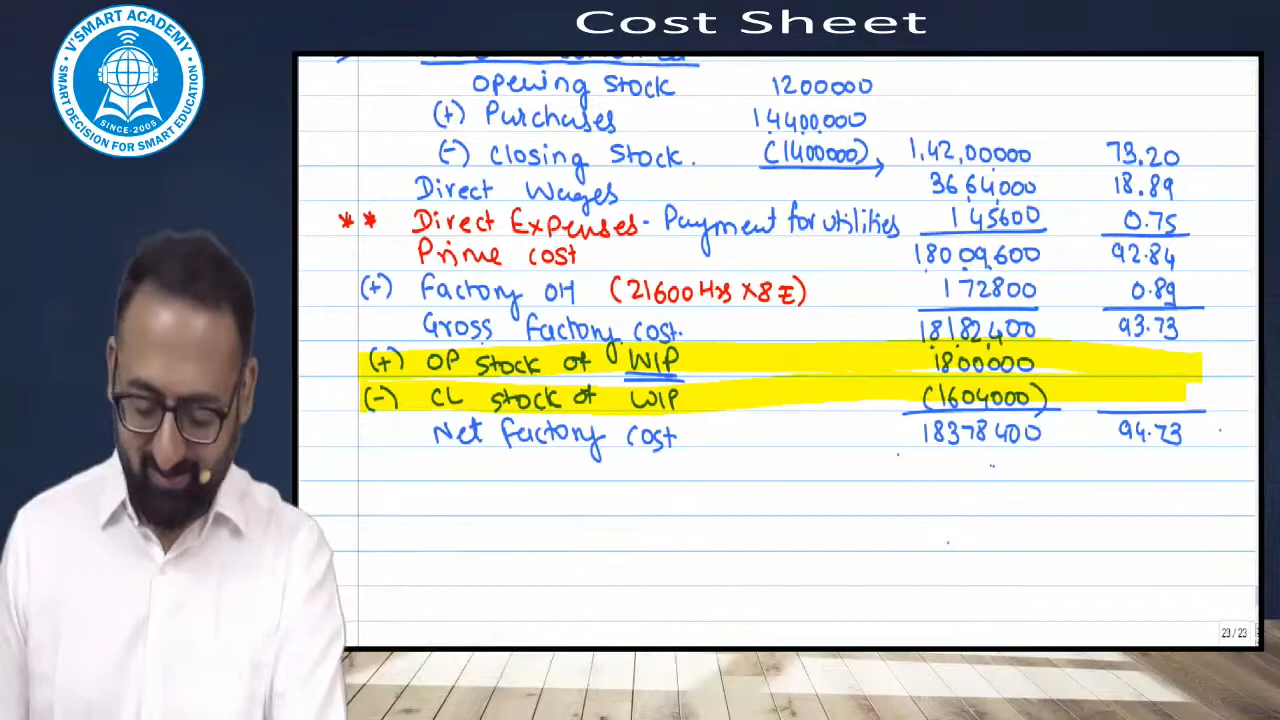 Cost Sheet
V'SMART ACADEMY
SMART DECISION FOR SMART EDUCATION
SINCE-2005
Opening Stock 1200000
(+) Purchases 14400000
(-) Closing Stock. (1400000) 1,42,00000 73.20
Direct Wages 3664000 18.89
** Direct Expenses - Payment for utilities 145600 0.75
Prime cost 18009600 92.84
(+) Factory OH (21600 Hrs X 8 ₹) 172800 0.89
Gross factory cost. 18182400 93.73
(+) OP stock of WIP 1800000
(-) CL stock of WIP (1604000)
Net factory cost 18378400 94.73
23 / 23